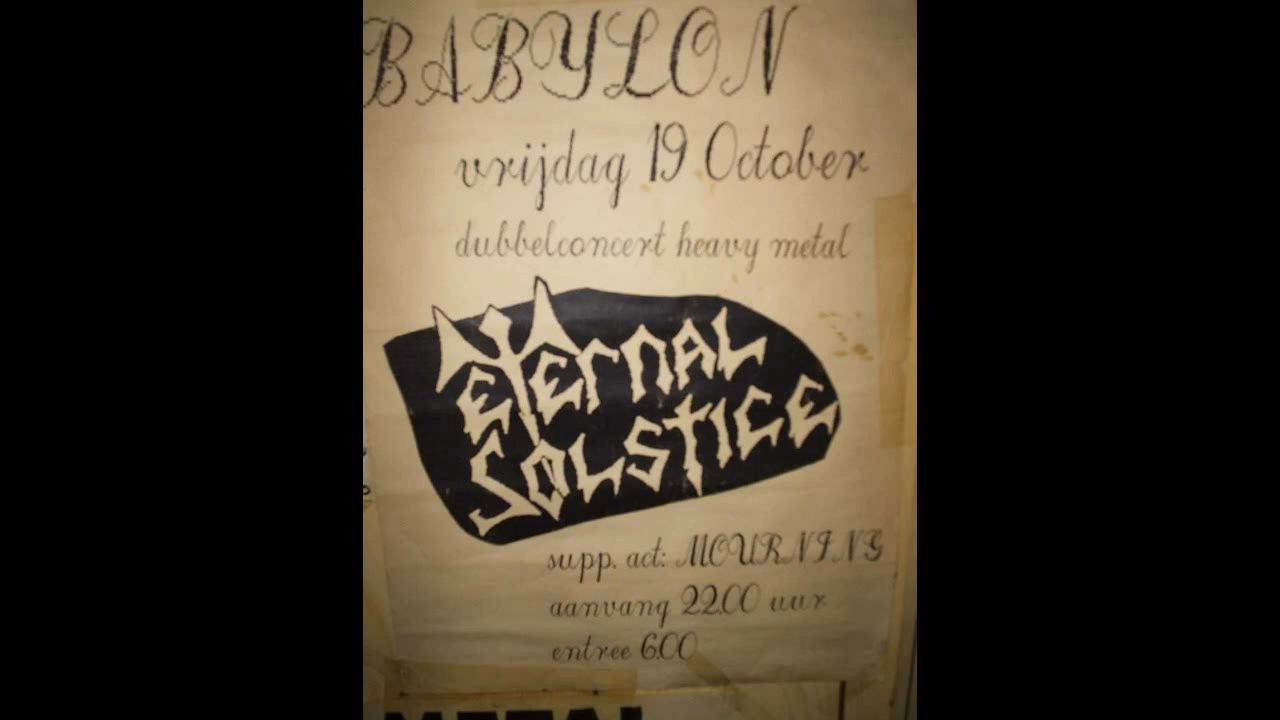 BABYLON
vrijdag 19 October
dubbelconcert heavy metal
eTernAL
SOLSTICE
supp. act: MOURNING
aanvang 22.00 uur
entree 6.00
METAL